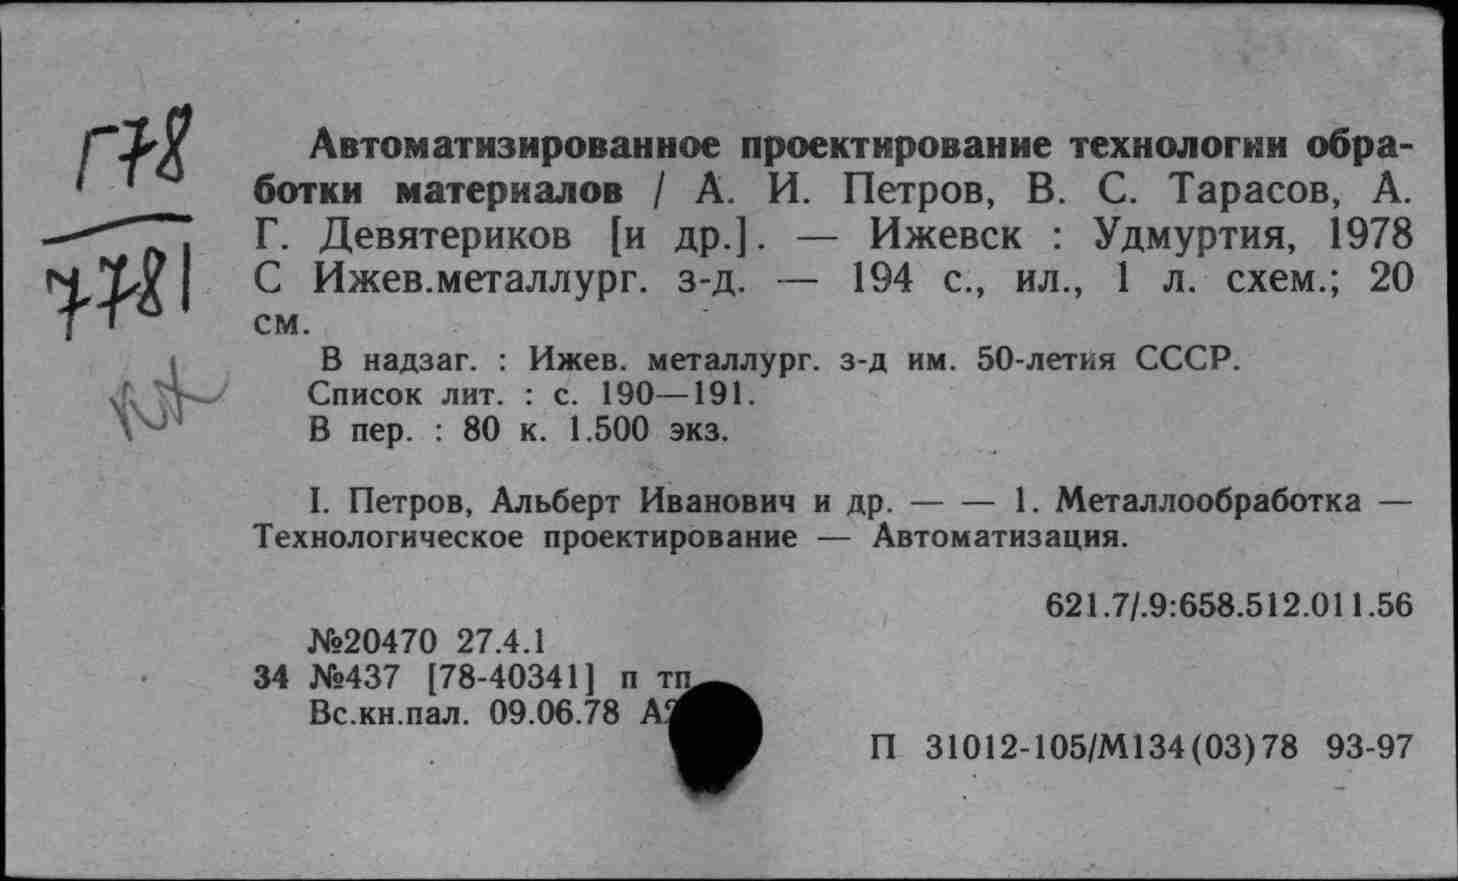 Г78
7781
Автоматизированное проектирование технологии обра-
ботки материалов / А. И. Петров, В. С. Тарасов, А.
Г. Девятериков [и др.]. — Ижевск : Удмуртия, 1978
С Ижев.металлург. з-д. — 194 с., ил., 1 л. схем.; 20
см.
В надзаг. : Ижев. металлург. з-д им. 50-летия СССР.
Список лит. : с. 190—191.
В пер. : 80 к. 1.500 экз.
I. Петров, Альберт Иванович и др. — — 1. Металлообработка —
Технологическое проектирование — Автоматизация.
621.7/.9:658.512.011.56
№20470 27.4.1
34 №437 [78-40341] п тп
Вс.кн.пал. 09.06.78
П 31012-105/М134(03)78 93-97